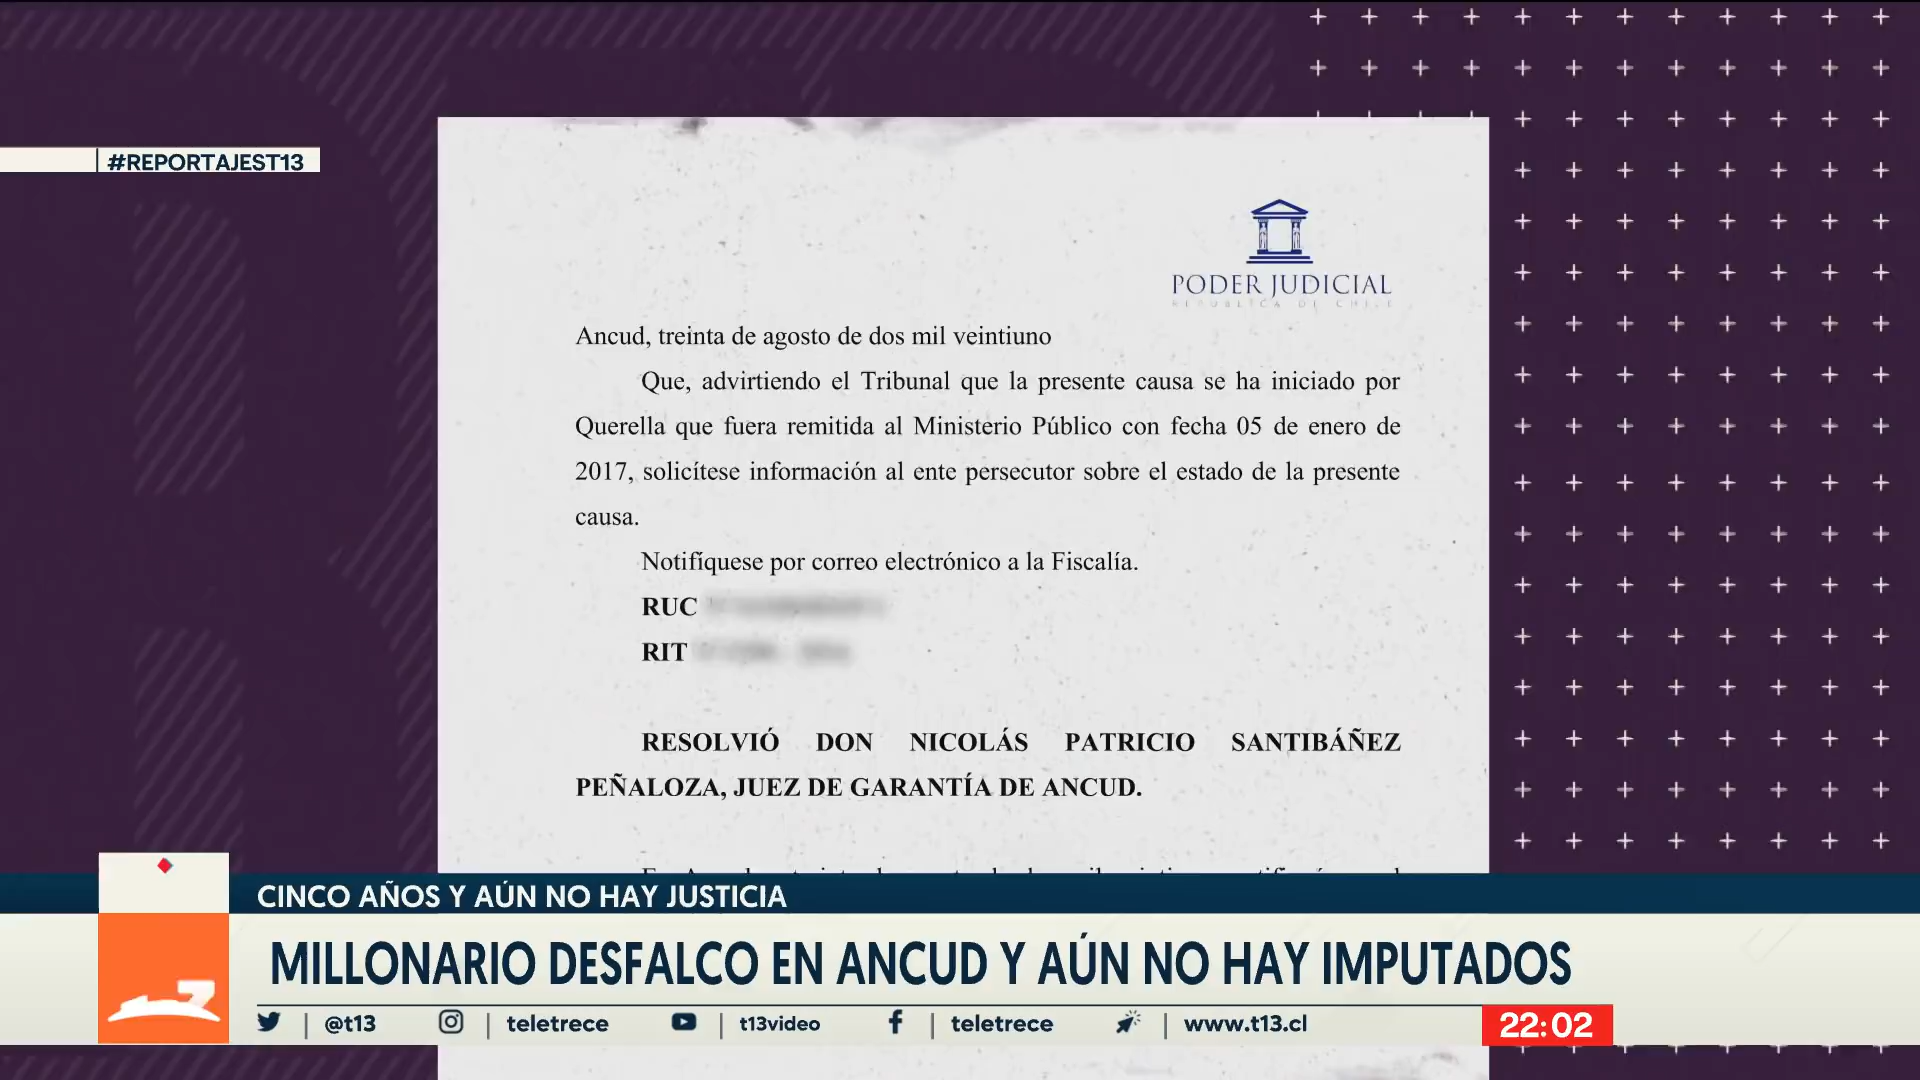 #REPORTAJEST13
PODER JUDICIAL
REPUBLICA DE CHILE
Ancud, treinta de agosto de dos mil veintiuno
Que, advirtiendo el Tribunal que la presente causa se ha iniciado por
Querella que fuera remitida al Ministerio Público con fecha 05 de enero de
2017, solicítese información al ente persecutor sobre el estado de la presente
causa.
Notifíquese por correo electrónico a la Fiscalía.
RUC
RIT
RESOLVIÓ DON NICOLÁS PATRICIO SANTIBÁÑEZ
PEÑALOZA, JUEZ DE GARANTÍA DE ANCUD.
CINCO AÑOS Y AÚN NO HAY JUSTICIA
MILLONARIO DESFALCO EN ANCUD Y AÚN NO HAY IMPUTADOS
| @t13 | teletrece | t13video | teletrece | www.t13.cl
22:02